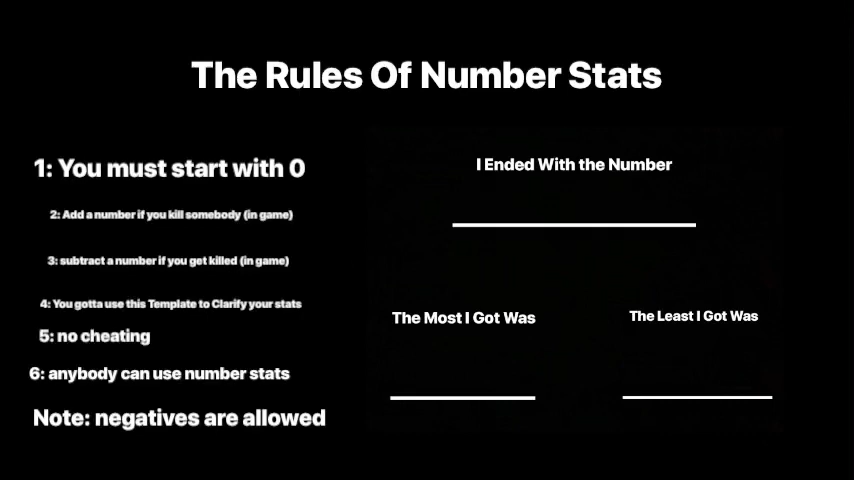 The Rules Of Number Stats
1: You must start with 0
2: Add a number if you kill somebody (in game)
3: subtract a number if you get killed (in game)
4: You gotta use this Template to Clarify your stats
5: no cheating
6: anybody can use number stats
Note: negatives are allowed
I Ended With the Number
The Most I Got Was
The Least I Got Was